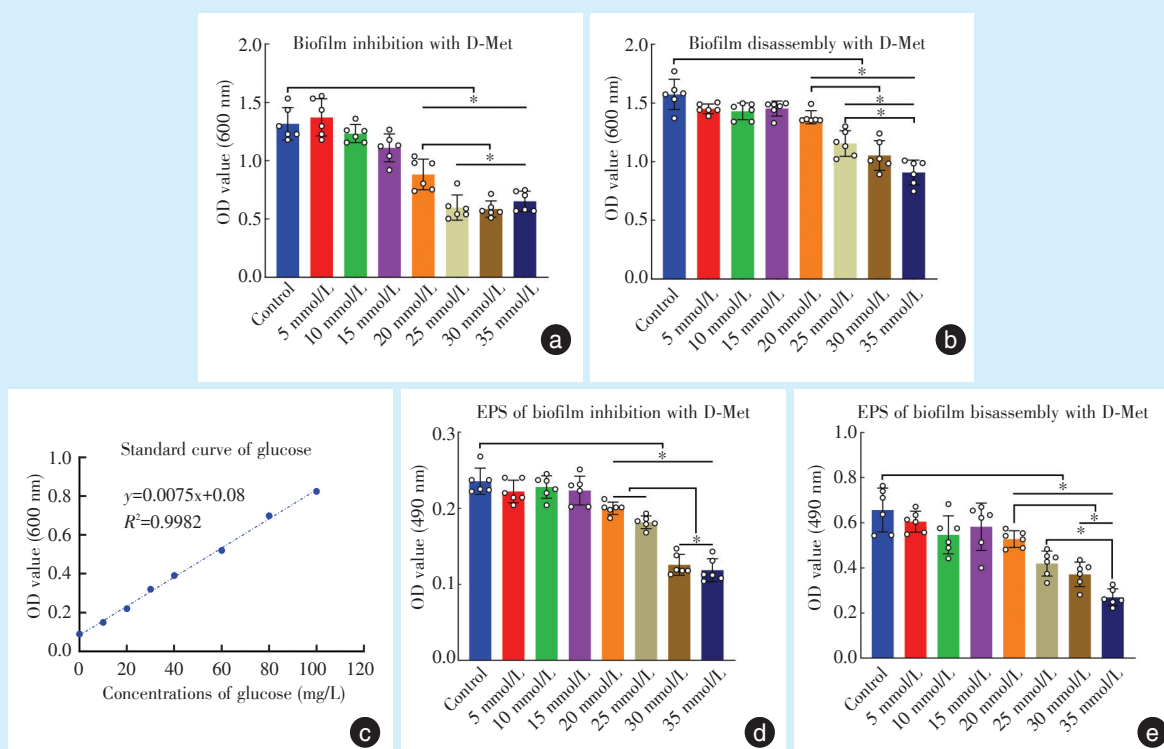 Biofilm inhibition with D-Met
OD value (600 nm)
2.0
1.5
1.0
0.5
0.0
*
*
Control
5 mmol/L
10 mmol/L
15 mmol/L
20 mmol/L
25 mmol/L
30 mmol/L
35 mmol/L
a
Biofilm disassembly with D-Met
OD value (600 nm)
2.0
1.5
1.0
0.5
0.0
*
*
*
Control
5 mmol/L
10 mmol/L
15 mmol/L
20 mmol/L
25 mmol/L
30 mmol/L
35 mmol/L
b
Standard curve of glucose
y=0.0075x+0.08
R²=0.9982
OD value (600 nm)
1.0
0.8
0.6
0.4
0.2
0.0
0 20 40 60 80 100 120
Concentrations of glucose (mg/L)
c
EPS of biofilm inhibition with D-Met
OD value (490 nm)
0.3
0.2
0.1
0.0
*
*
Control
5 mmol/L
10 mmol/L
15 mmol/L
20 mmol/L
25 mmol/L
30 mmol/L
35 mmol/L
d
EPS of biofilm bisassembly with D-Met
OD value (490 nm)
1.0
0.8
0.6
0.4
0.2
0.0
*
*
*
Control
5 mmol/L
10 mmol/L
15 mmol/L
20 mmol/L
25 mmol/L
30 mmol/L
35 mmol/L
e